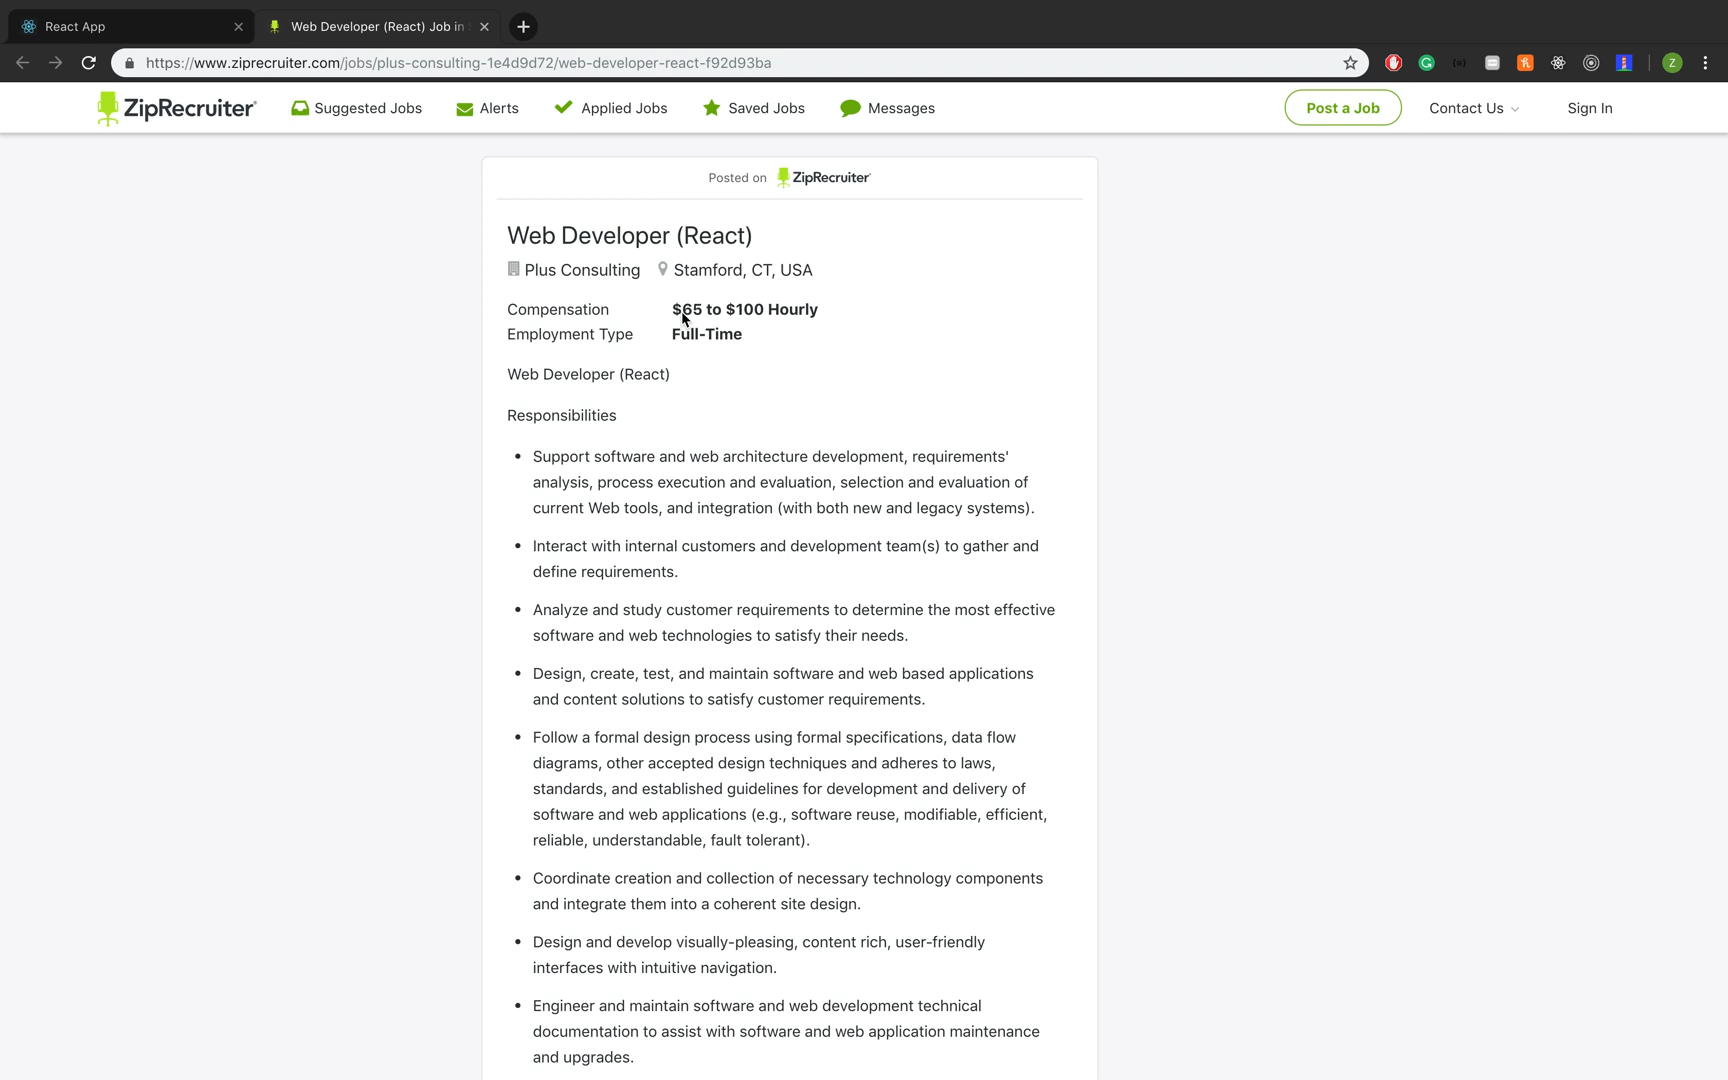 React App
Web Developer (React) Job in
https://www.ziprecruiter.com/jobs/plus-consulting-1e4d9d72/web-developer-react-f92d93ba
Z
ZipRecruiter
Suggested Jobs
Alerts
Applied Jobs
Saved Jobs
Messages
Post a Job
Contact Us
Sign In
Posted on ZipRecruiter
Web Developer (React)
Plus Consulting Stamford, CT, USA
Compensation $65 to $100 Hourly
Employment Type Full-Time
Web Developer (React)
Responsibilities
• Support software and web architecture development, requirements'
analysis, process execution and evaluation, selection and evaluation of
current Web tools, and integration (with both new and legacy systems).
• Interact with internal customers and development team(s) to gather and
define requirements.
• Analyze and study customer requirements to determine the most effective
software and web technologies to satisfy their needs.
• Design, create, test, and maintain software and web based applications
and content solutions to satisfy customer requirements.
• Follow a formal design process using formal specifications, data flow
diagrams, other accepted design techniques and adheres to laws,
standards, and established guidelines for development and delivery of
software and web applications (e.g., software reuse, modifiable, efficient,
reliable, understandable, fault tolerant).
• Coordinate creation and collection of necessary technology components
and integrate them into a coherent site design.
• Design and develop visually-pleasing, content rich, user-friendly
interfaces with intuitive navigation.
• Engineer and maintain software and web development technical
documentation to assist with software and web application maintenance
and upgrades.